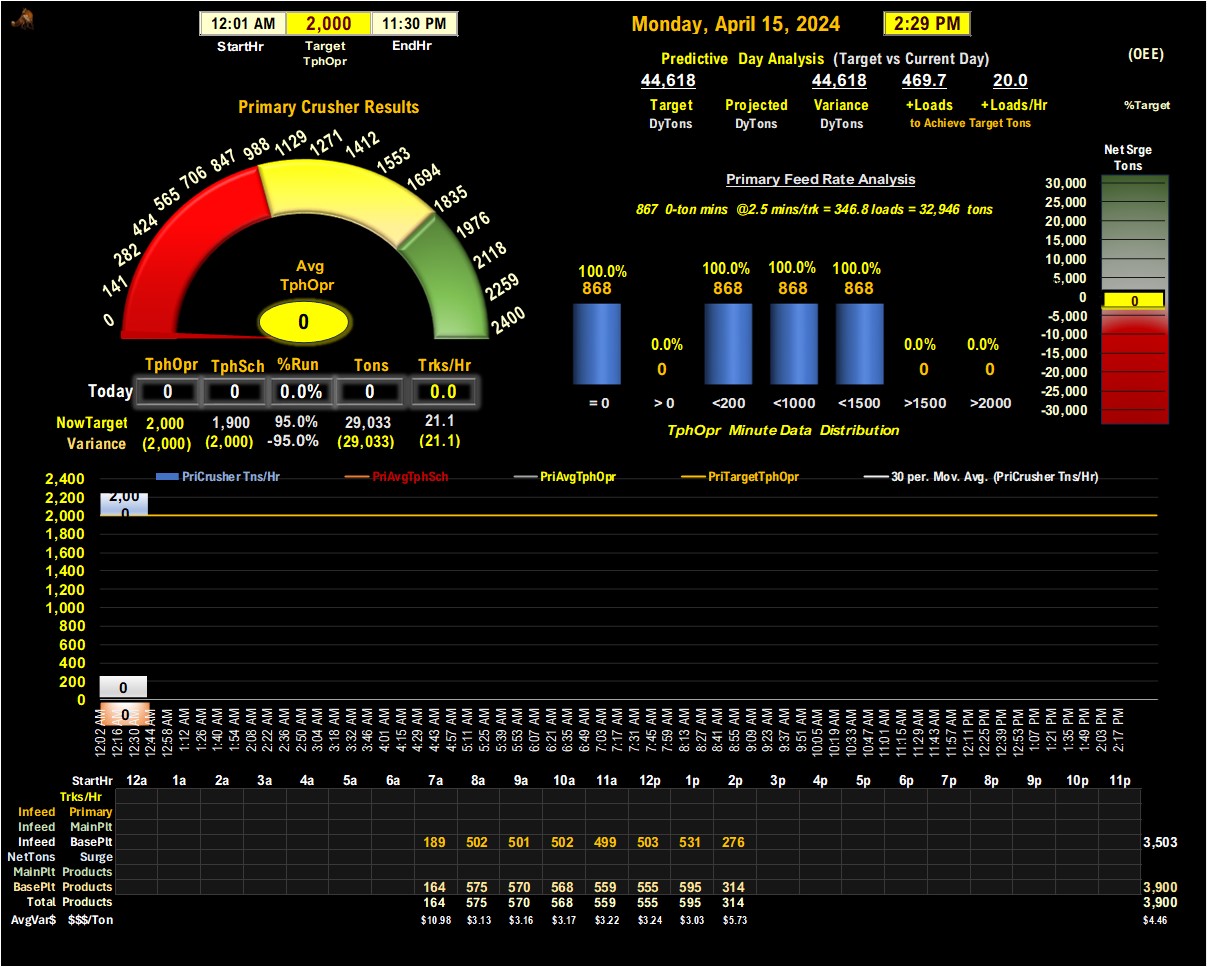 12:01 AM 2,000 11:30 PM
StartHr Target EndHr
TphOpr
Monday, April 15, 2024 2:29 PM
Predictive Day Analysis (Target vs Current Day)
44,618 44,618 469.7 20.0
Target Projected Variance +Loads +Loads/Hr
DyTons DyTons DyTons to Achieve Target Tons
(OEE)
%Target
Primary Crusher Results
0 141 282 424 565 706 847 988 1129 1271 1412 1553 1694 1835 1976 2118 2259 2400
Avg
TphOpr
0
TphOpr TphSch %Run Tons Trks/Hr
Today 0 0 0.0% 0 0.0
NowTarget 2,000 1,900 95.0% 29,033 21.1
Variance (2,000) (2,000) -95.0% (29,033) (21.1)
Primary Feed Rate Analysis
867 0-ton mins @2.5 mins/trk = 346.8 loads = 32,946 tons
100.0% 0.0% 100.0% 100.0% 100.0% 0.0% 0.0%
868 0 868 868 868 0 0
= 0 > 0 <200 <1000 <1500 >1500 >2000
TphOpr Minute Data Distribution
Net Srge
Tons
30,000
25,000
20,000
15,000
10,000
5,000
0 0
-5,000
-10,000
-15,000
-20,000
-25,000
-30,000
PriCrusher Tns/Hr PriAvgTphSch PriAvgTphOpr PriTargetTphOpr 30 per. Mov. Avg. (PriCrusher Tns/Hr)
2,400
2,200 2,00
0
2,000
1,800
1,600
1,400
1,200
1,000
800
600
400
200 0
0
0
12:02 AM 12:16 AM 12:30 AM 12:44 AM 12:58 AM 1:12 AM 1:26 AM 1:40 AM 1:54 AM 2:08 AM 2:22 AM 2:36 AM 2:50 AM 3:04 AM 3:18 AM 3:32 AM 3:46 AM 4:01 AM 4:15 AM 4:29 AM 4:43 AM 4:57 AM 5:11 AM 5:25 AM 5:39 AM 5:53 AM 6:07 AM 6:21 AM 6:35 AM 6:49 AM 7:03 AM 7:17 AM 7:31 AM 7:45 AM 7:59 AM 8:13 AM 8:27 AM 8:41 AM 8:55 AM 9:09 AM 9:23 AM 9:37 AM 9:51 AM 10:05 AM 10:19 AM 10:33 AM 10:47 AM 11:01 AM 11:15 AM 11:29 AM 11:43 AM 11:57 AM 12:11 PM 12:25 PM 12:39 PM 12:53 PM 1:07 PM 1:21 PM 1:35 PM 1:49 PM 2:03 PM 2:17 PM
StartHr 12a 1a 2a 3a 4a 5a 6a 7a 8a 9a 10a 11a 12p 1p 2p 3p 4p 5p 6p 7p 8p 9p 10p 11p
Trks/Hr
Infeed Primary
Infeed MainPlt
Infeed BasePlt 189 502 501 502 499 503 531 276 3,503
NetTons Surge
MainPlt Products
BasePlt Products 164 575 570 568 559 555 595 314 3,900
Total Products 164 575 570 568 559 555 595 314 3,900
AvgVar$ $$$/Ton $10.98 $3.13 $3.16 $3.17 $3.22 $3.24 $3.03 $5.73 $4.46